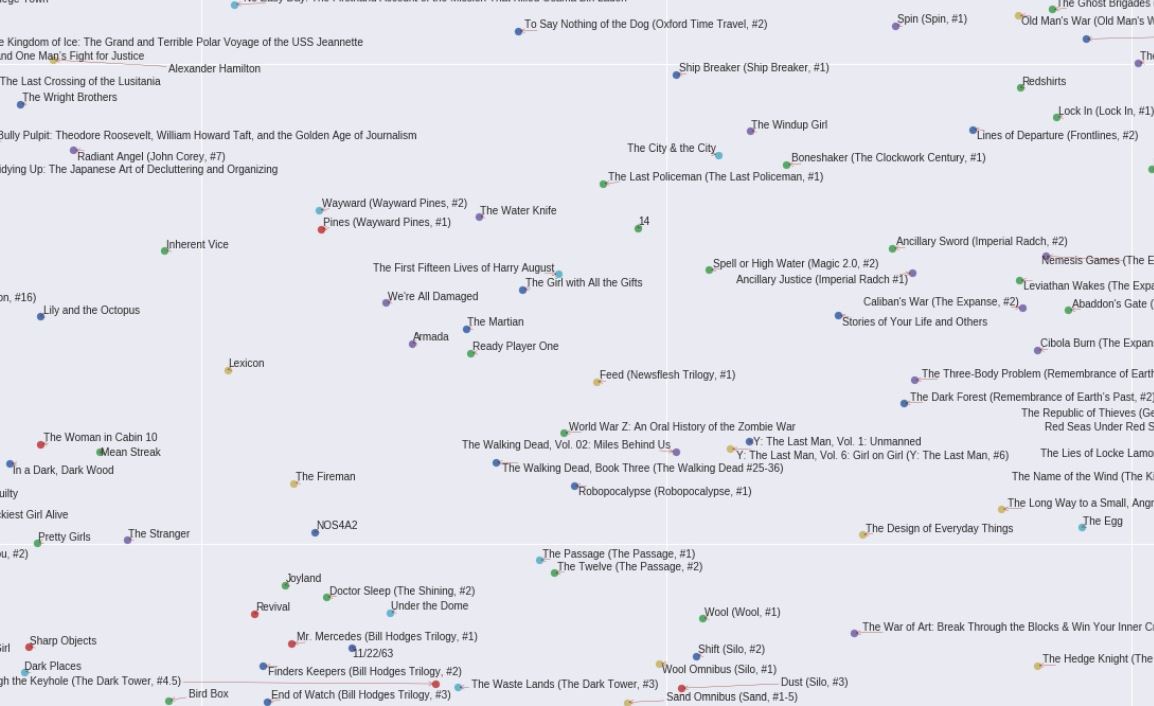 To Say Nothing of the Dog (Oxford Time Travel, #2)
Spin (Spin, #1)
The Ghost Brigades
Old Man's War (Old Man's W
e Kingdom of Ice: The Grand and Terrible Polar Voyage of the USS Jeannette
nd One Man's Fight for Justice
Alexander Hamilton
Ship Breaker (Ship Breaker, #1)
The Last Crossing of the Lusitania
Redshirts
The Wright Brothers
Lock In (Lock In, #1)
The Windup Girl
Lines of Departure (Frontlines, #2)
Bully Pulpit: Theodore Roosevelt, William Howard Taft, and the Golden Age of Journalism
The City & the City
Radiant Angel (John Corey, #7)
Boneshaker (The Clockwork Century, #1)
idying Up: The Japanese Art of Decluttering and Organizing
The Last Policeman (The Last Policeman, #1)
Wayward (Wayward Pines, #2)
The Water Knife
Pines (Wayward Pines, #1)
14
Inherent Vice
Ancillary Sword (Imperial Radch, #2)
Nemesis Games (The E
The First Fifteen Lives of Harry August
Spell or High Water (Magic 2.0, #2)
Ancillary Justice (Imperial Radch #1)
The Girl with All the Gifts
Leviathan Wakes (The Expa
on, #16)
We're All Damaged
Caliban's War (The Expanse, #2)
Abaddon's Gate (
Lily and the Octopus
The Martian
Stories of Your Life and Others
Armada
Ready Player One
Cibola Burn (The Expan
Lexicon
Feed (Newsflesh Trilogy, #1)
The Three-Body Problem (Remembrance of Earth
The Dark Forest (Remembrance of Earth's Past, #2)
The Republic of Thieves (Ge
World War Z: An Oral History of the Zombie War
Red Seas Under Red S
The Woman in Cabin 10
The Walking Dead, Vol. 02: Miles Behind Us
Y: The Last Man, Vol. 1: Unmanned
Mean Streak
Y: The Last Man, Vol. 6: Girl on Girl (Y: The Last Man, #6)
The Lies of Locke Lamo
In a Dark, Dark Wood
The Walking Dead, Book Three (The Walking Dead #25-36)
The Fireman
The Name of the Wind (The Ki
uilty
Robopocalypse (Robopocalypse, #1)
The Long Way to a Small, Angr
ckiest Girl Alive
The Egg
NOS4A2
The Design of Everyday Things
Pretty Girls
The Stranger
u, #2)
The Passage (The Passage, #1)
The Twelve (The Passage, #2)
Joyland
Doctor Sleep (The Shining, #2)
Revival
Under the Dome
Wool (Wool, #1)
The War of Art: Break Through the Blocks & Win Your Inner C
Sharp Objects
Mr. Mercedes (Bill Hodges Trilogy, #1)
Girl
11/22/63
Shift (Silo, #2)
The Hedge Knight (The
Dark Places
Finders Keepers (Bill Hodges Trilogy, #2)
Wool Omnibus (Silo, #1)
gh the Keyhole (The Dark Tower, #4.5)
The Waste Lands (The Dark Tower, #3)
Dust (Silo, #3)
Bird Box
End of Watch (Bill Hodges Trilogy, #3)
Sand Omnibus (Sand, #1-5)